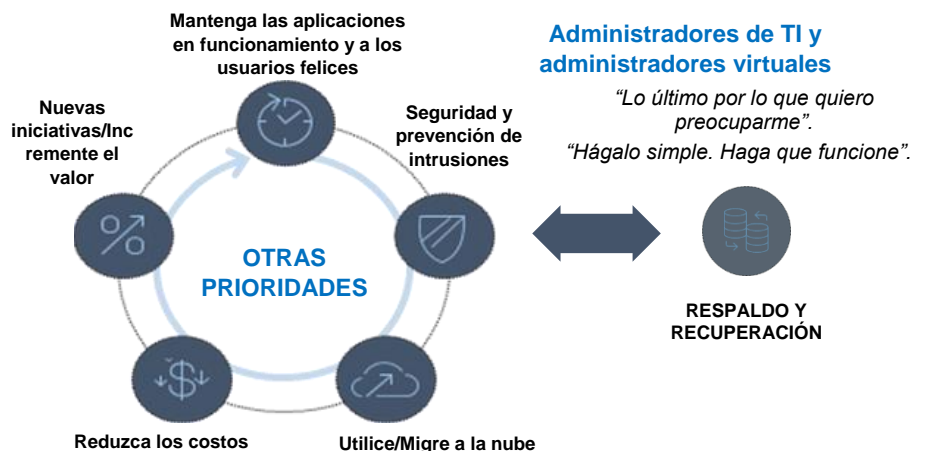 Mantenga las aplicaciones
en funcionamiento y a los
usuarios felices
Administradores de TI y
administradores virtuales
“Lo último por lo que quiero
preocuparme”.
“Hágalo simple. Haga que funcione”.
Nuevas
iniciativas/Inc
remente el
valor
Seguridad y
prevención de
intrusiones
OTRAS
PRIORIDADES
RESPALDO Y
RECUPERACIÓN
Reduzca los costos
Utilice/Migre a la nube